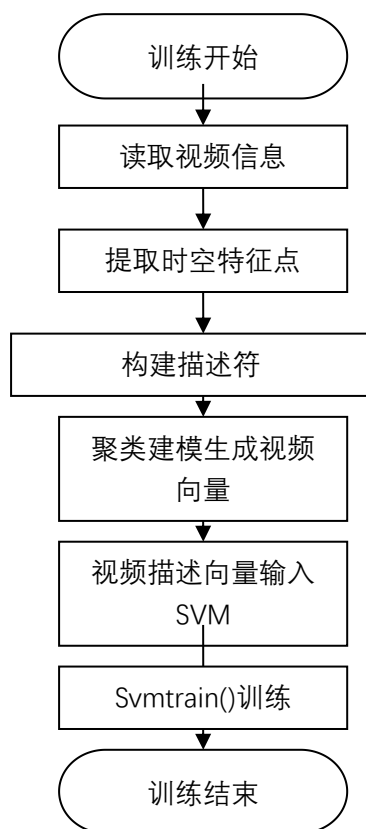 训练开始
读取视频信息
提取时空特征点
构建描述符
聚类建模生成视频
向量
视频描述向量输入
SVM
Svmtrain()训练
训练结束